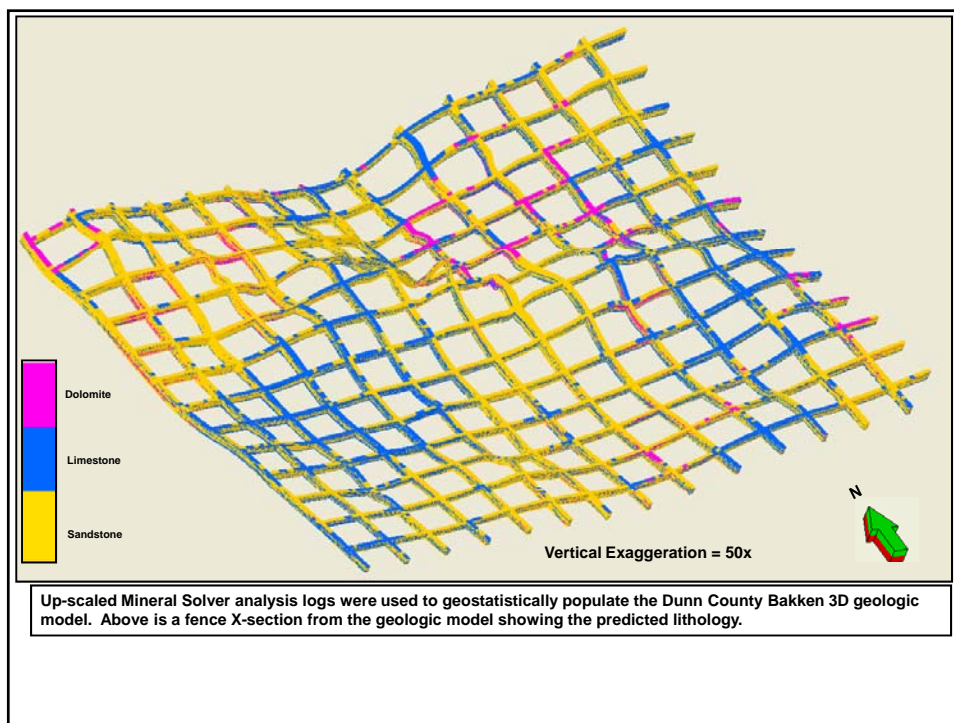 Dolomite
Limestone
Sandstone
N
Vertical Exaggeration = 50x
Up-scaled Mineral Solver analysis logs were used to geostatistically populate the Dunn County Bakken 3D geologic
model. Above is a fence X-section from the geologic model showing the predicted lithology.